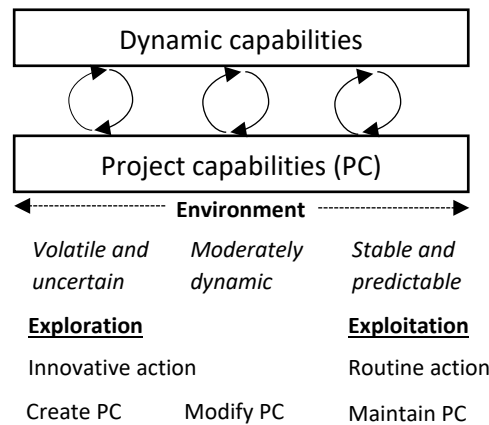 Dynamic capabilities
Project capabilities (PC)
Environment
Volatile and uncertain
Moderately dynamic
Stable and predictable
Exploration
Exploitation
Innovative action
Routine action
Create PC
Modify PC
Maintain PC